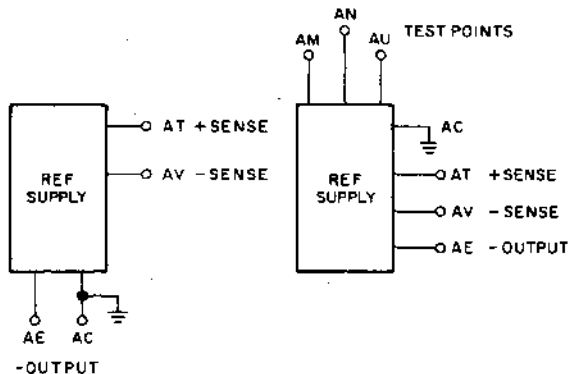 AN
AM
AU
TEST POINTS
AT +SENSE
AC
REF
SUPPLY
AV -SENSE
REF
SUPPLY
AT +SENSE
AV -SENSE
AE -OUTPUT
AE
AC
-OUTPUT